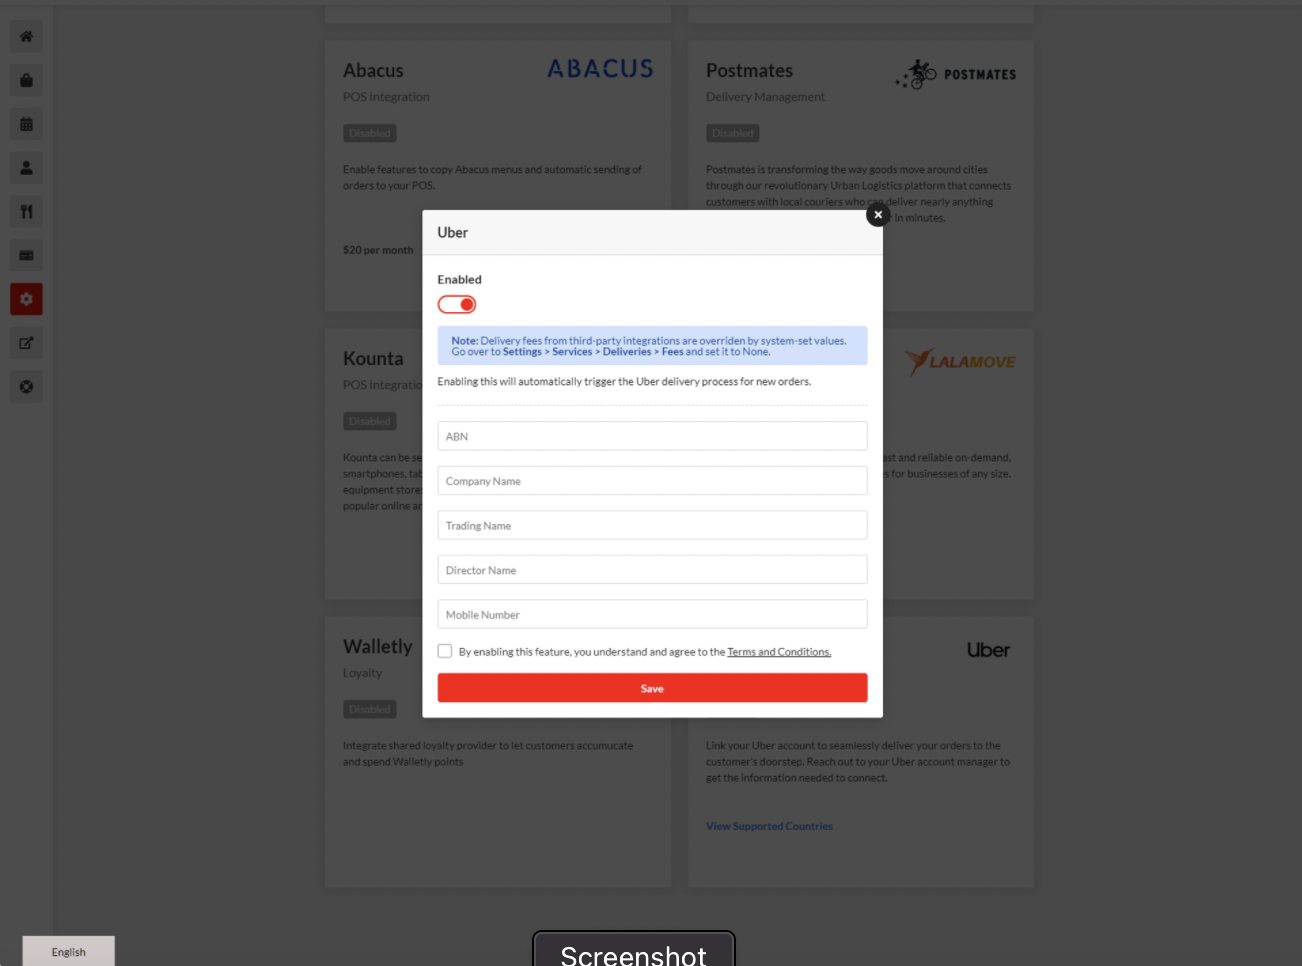 Abacus
ABACUS
POS Integration
Disabled
Enable features to copy Abacus menus and automatic sending of
orders to your POS.
$20 per month
Postmates
POSTMATES
Delivery Management
Disabled
Postmates is transforming the way goods move around cities
through our revolutionary Urban Logistics platform that connects
customers with local couriers who can deliver nearly anything
in minutes.
Uber
Enabled
Note: Delivery fees from third-party integrations are overriden by system-set values.
Go over to Settings > Services > Deliveries > Fees and set it to None.
Enabling this will automatically trigger the Uber delivery process for new orders.
ABN
Company Name
Trading Name
Director Name
Mobile Number
By enabling this feature, you understand and agree to the Terms and Conditions.
Save
Kounta
POS Integratio
Disabled
Kounta can be se
smartphones, tab
equipment store
popular online a
LALAMOVE
ast and reliable on-demand,
s for businesses of any size.
Walletly
Loyalty
Disabled
Integrate shared loyalty provider to let customers accumucate
and spend Walletly points
Uber
Link your Uber account to seamlessly deliver your orders to the
customer's doorstep. Reach out to your Uber account manager to
get the information needed to connect.
View Supported Countries
English
Screenshot